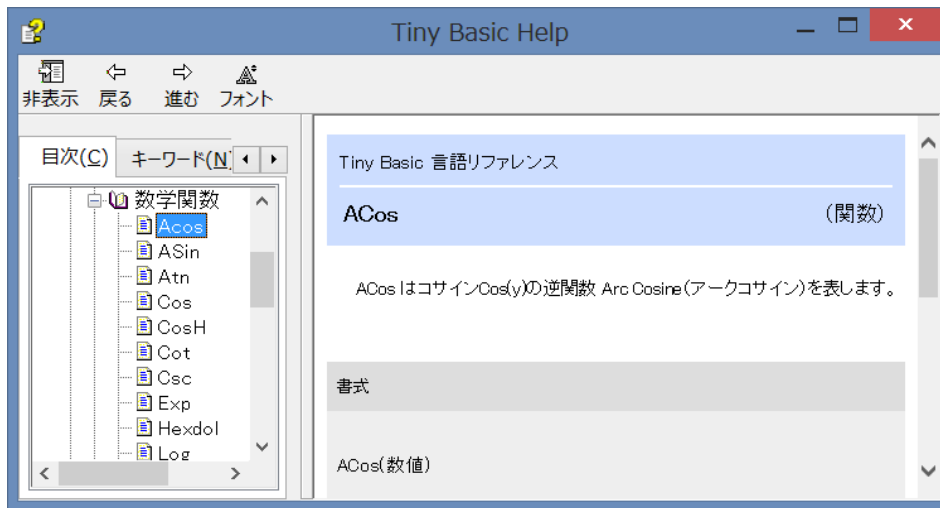 Tiny Basic Help
非表示 戻る 進む フォント
目次(C) キーワード(N)
数学関数
Acos
ASin
Atn
Cos
CosH
Cot
Csc
Exp
Hexdol
Log
Tiny Basic 言語リファレンス
ACos (関数)
ACos はコサインCos(y)の逆関数 Arc Cosine(アークコサイン)を表します。
書式
ACos(数値)